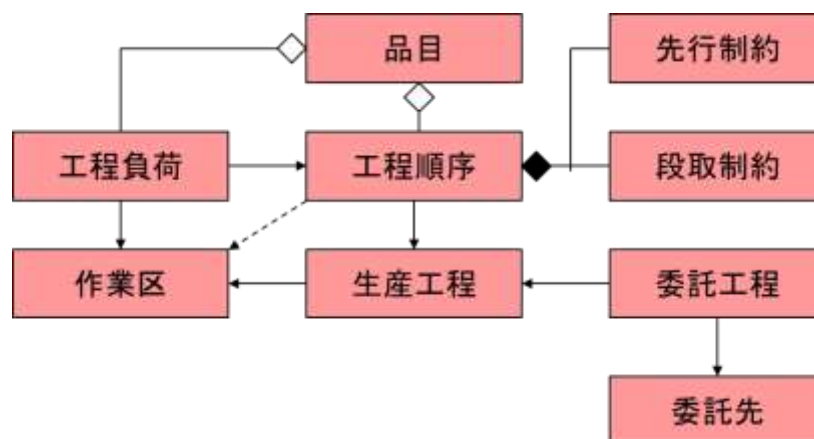 品目
先行制約
工程負荷
工程順序
段取制約
作業区
生産工程
委託工程
委託先